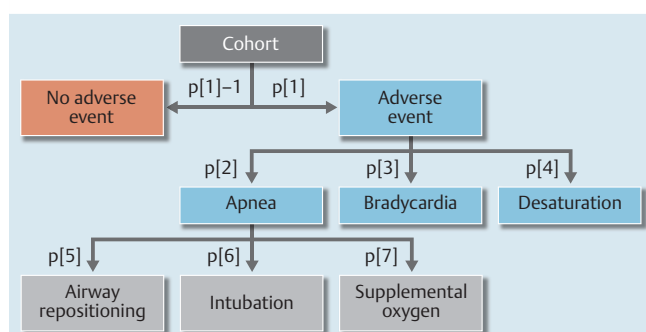 Cohort
p[1]–1
p[1]
No adverse
event
Adverse
event
p[2]
p[3]
p[4]
Apnea
Bradycardia
Desaturation
p[5]
p[6]
p[7]
Airway
repositioning
Intubation
Supplemental
oxygen